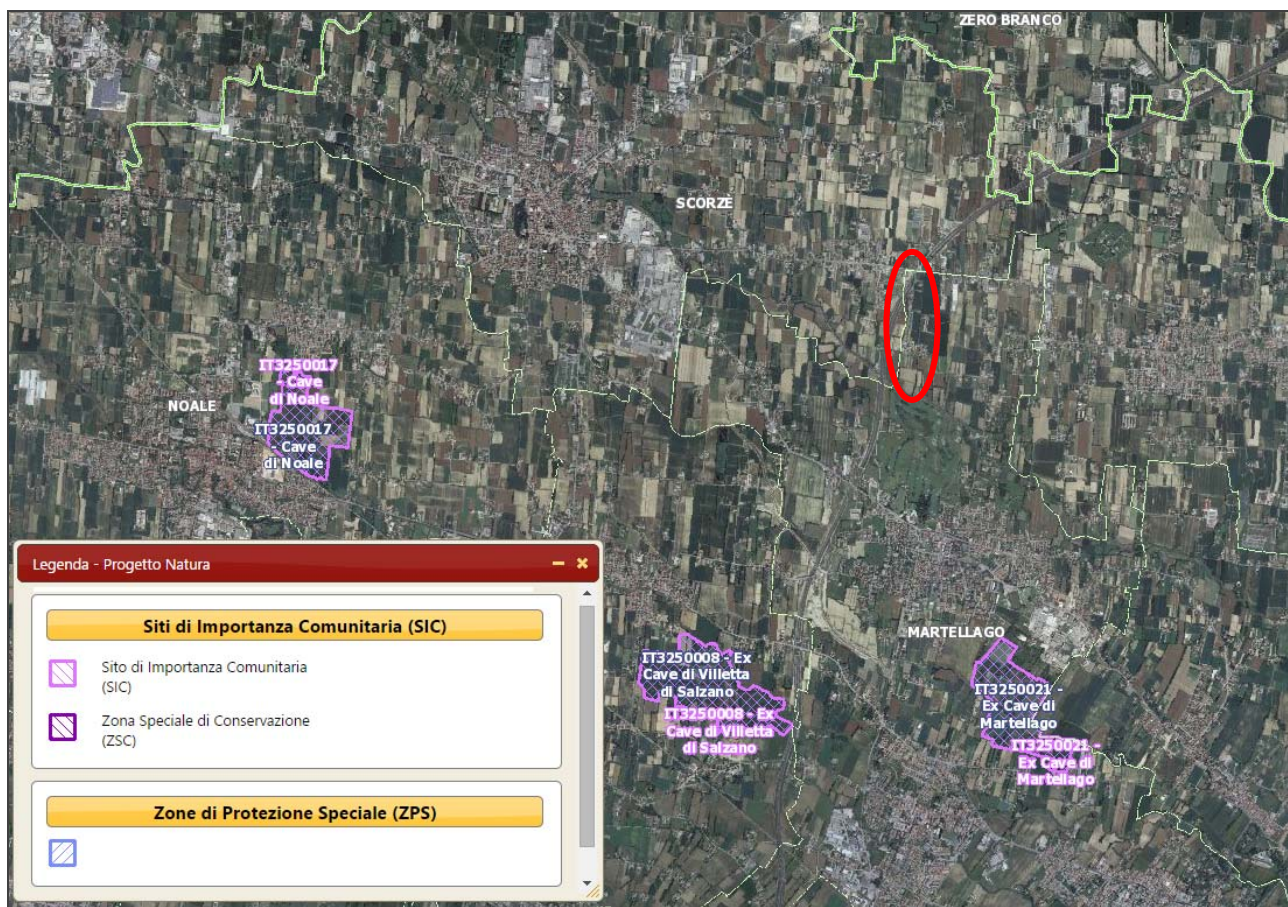 ZERO BRANCO
SCORZÈ
IT3250017
- Cave
di Noale
NOALE
IT3250017
- Cave
di Noale
Legenda - Progetto Natura
Siti di Importanza Comunitaria (SIC)
Sito di Importanza Comunitaria
(SIC)
Zona Speciale di Conservazione
(ZSC)
Zone di Protezione Speciale (ZPS)
MARTELLAGO
IT3250008 - Ex
Cave di Villetta
di Salzano
IT3250008 - Ex
Cave di Villetta
di Salzano
IT3250021 -
Ex Cave di
Martellago
IT3250021 -
Ex Cave di
Martellago